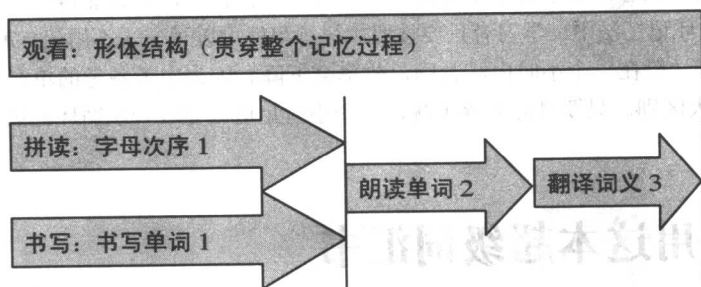 观看：形体结构（贯穿整个记忆过程）
拼读：字母次序 1
朗读单词 2
翻译词义 3
书写：书写单词 1